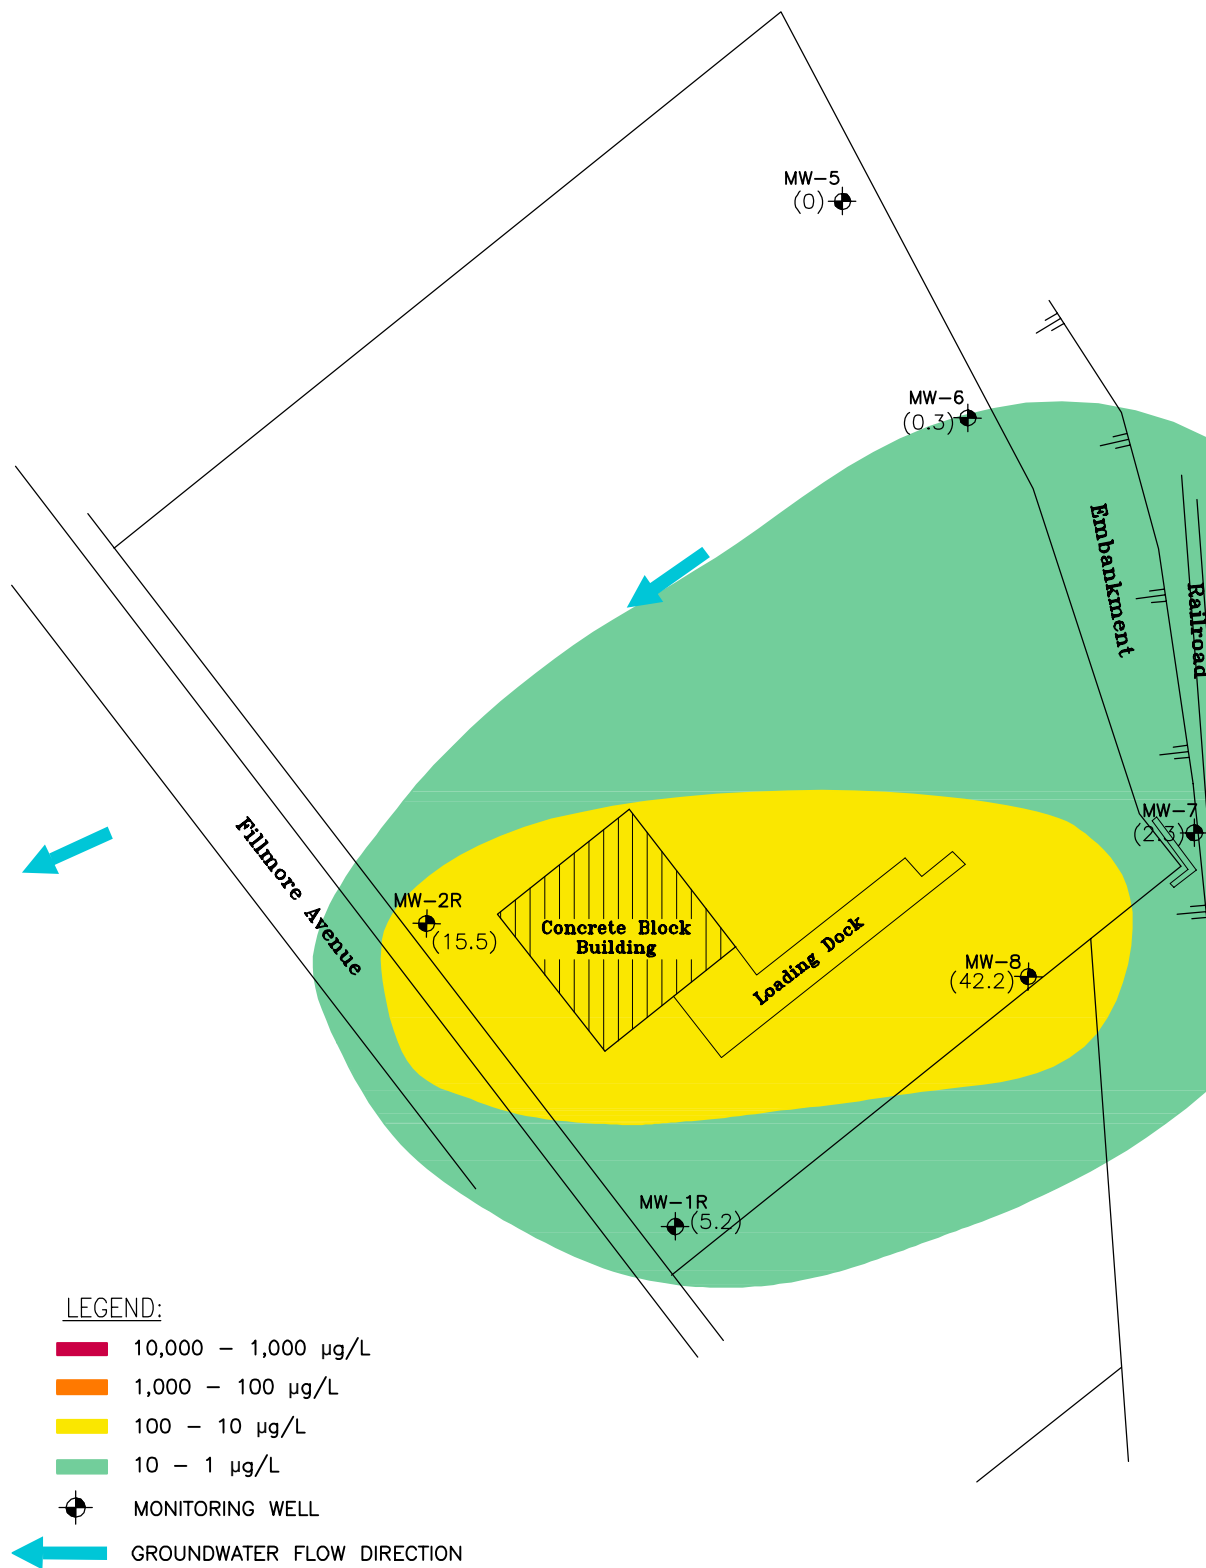 MW-5
(0)
MW-6
(0.3)
Embankment
Railroad
MW-7
(2.3)
Fillmore Avenue
MW-2R
(15.5)
Concrete Block
Building
Loading Dock
MW-8
(42.2)
MW-1R
(5.2)
LEGEND:
10,000 – 1,000 µg/L
1,000 – 100 µg/L
100 – 10 µg/L
10 – 1 µg/L
MONITORING WELL
GROUNDWATER FLOW DIRECTION